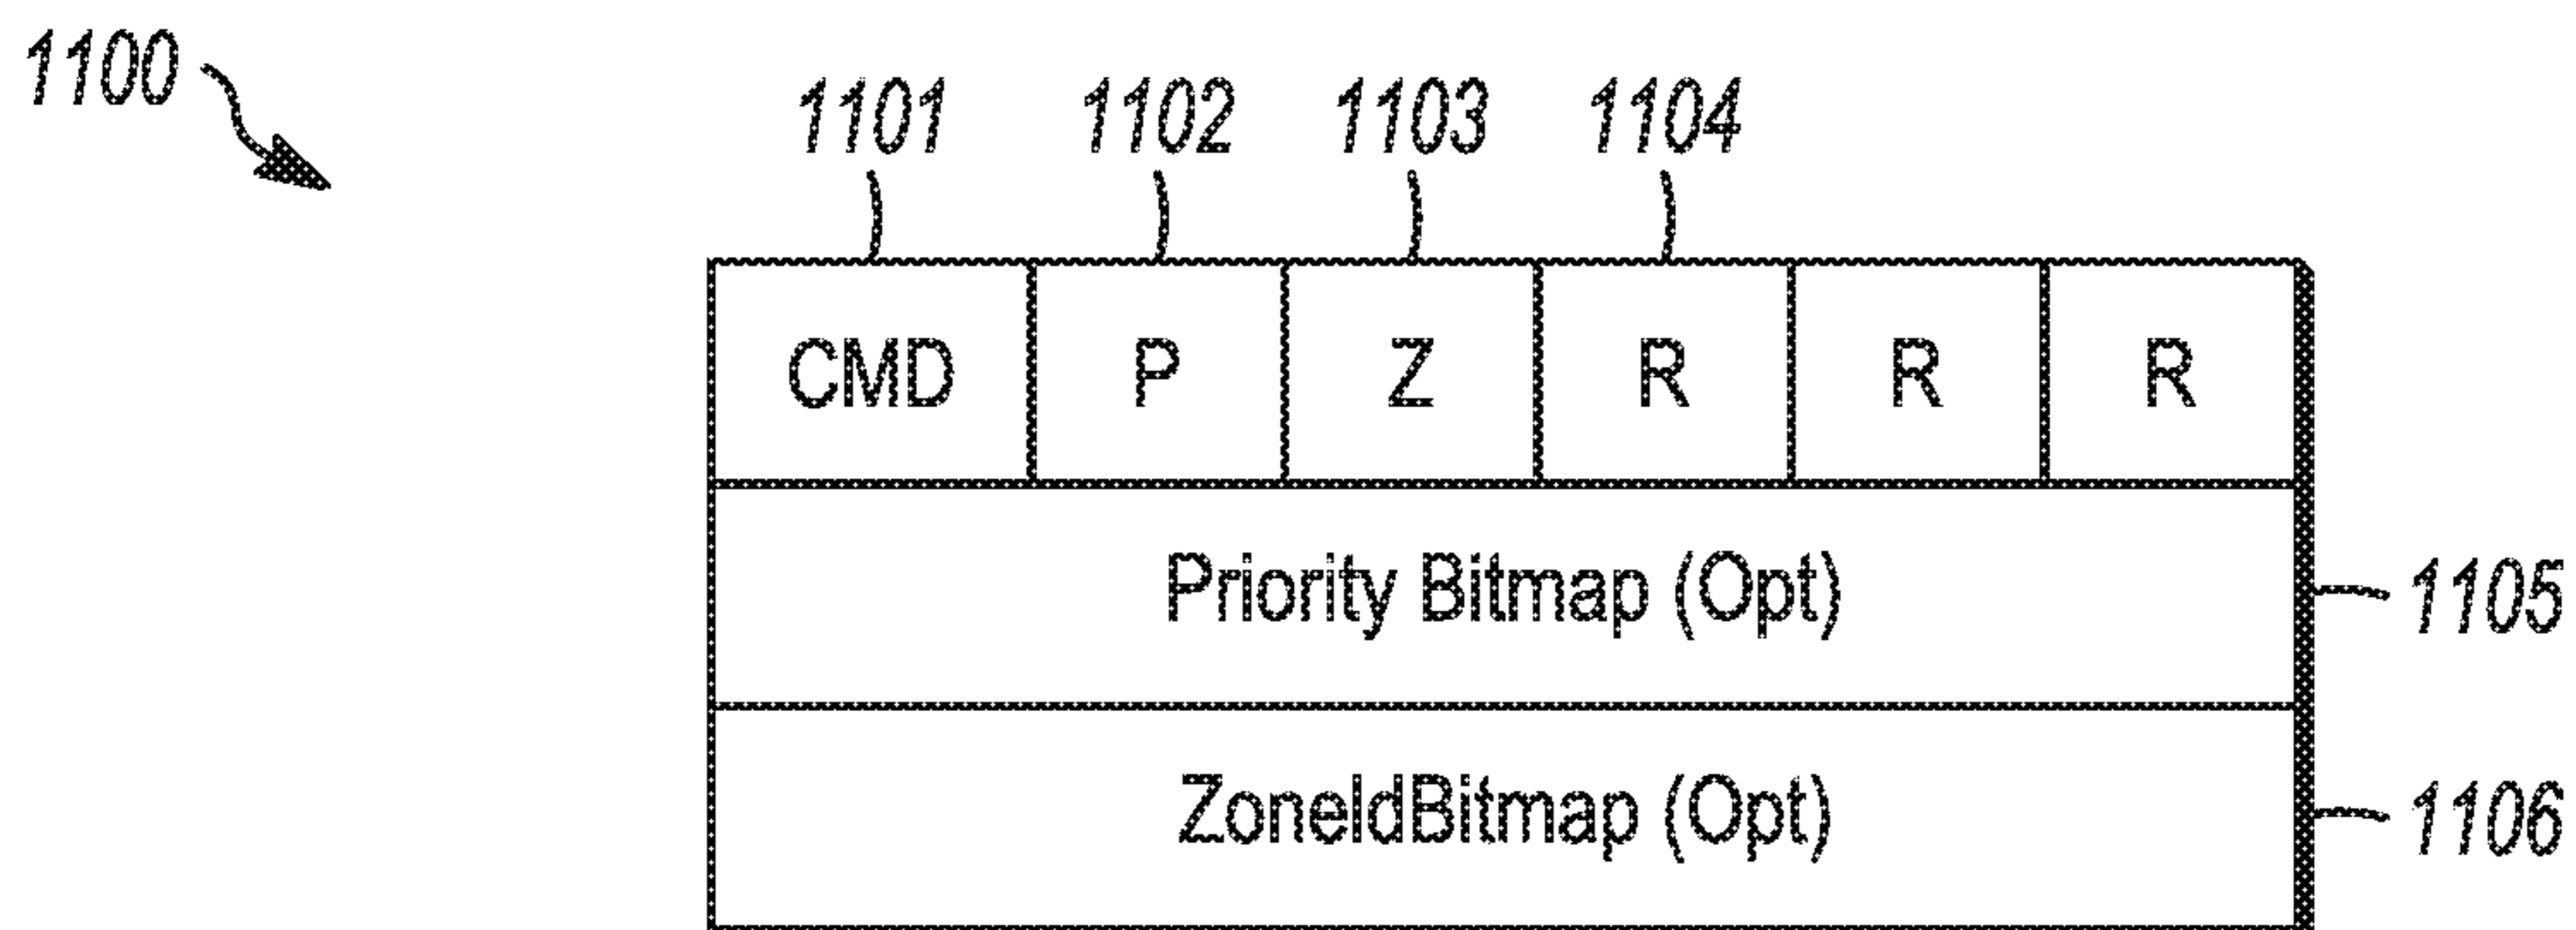 1100
1101 1102 1103 1104
CMD P Z R R R
Priority Bitmap (Opt) 1105
ZoneIdBitmap (Opt) 1106